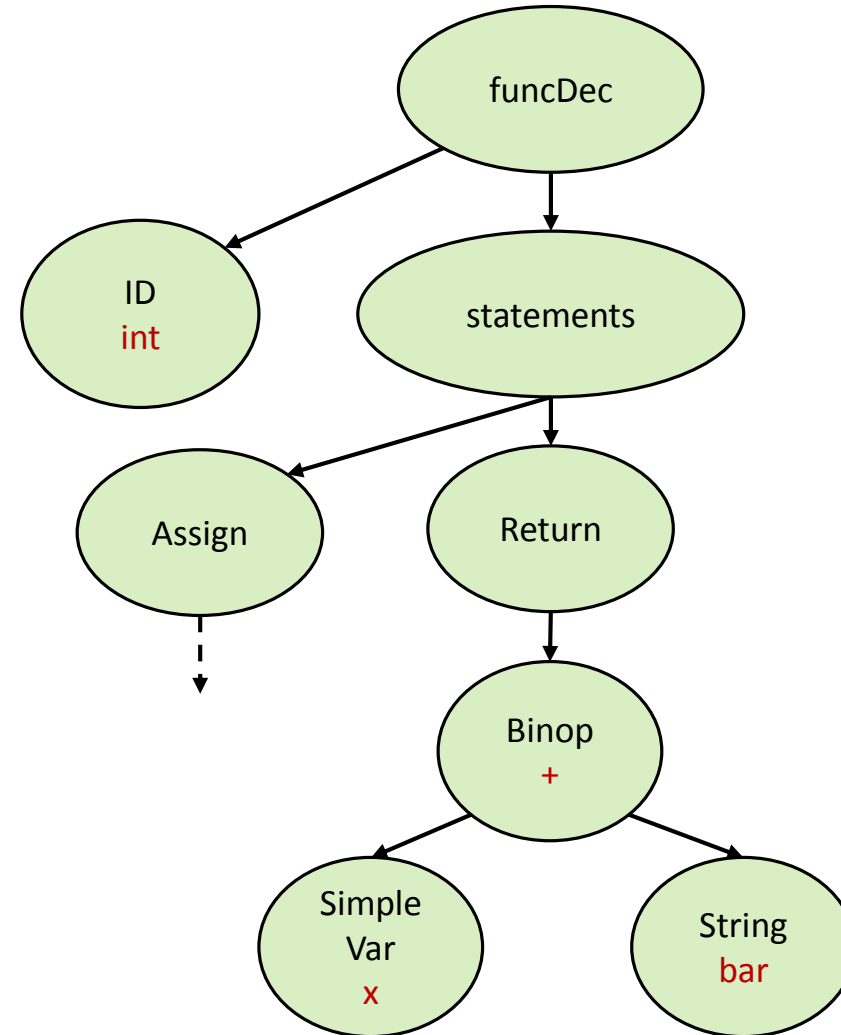 funcDec
ID
int
statements
Assign
Return
Binop
+
Simple
Var
x
String
bar